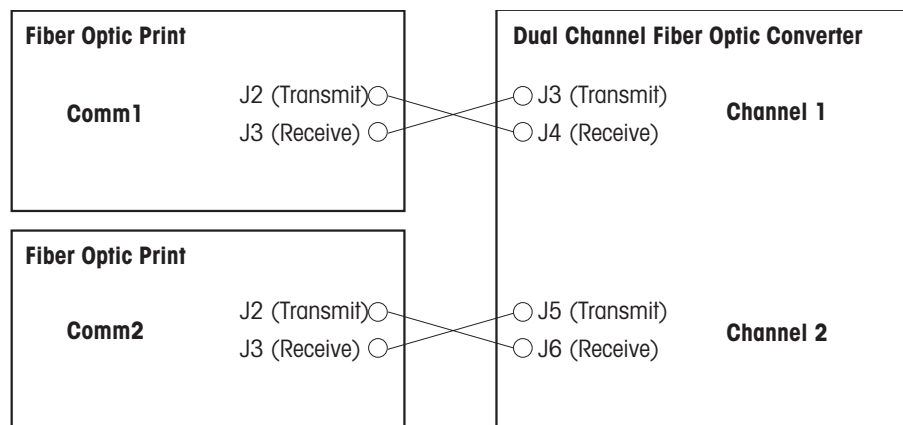 Fiber Optic Print
Comm1
J2 (Transmit)
J3 (Receive)
Fiber Optic Print
Comm2
J2 (Transmit)
J3 (Receive)
Dual Channel Fiber Optic Converter
J3 (Transmit)
J4 (Receive)
Channel 1
J5 (Transmit)
J6 (Receive)
Channel 2